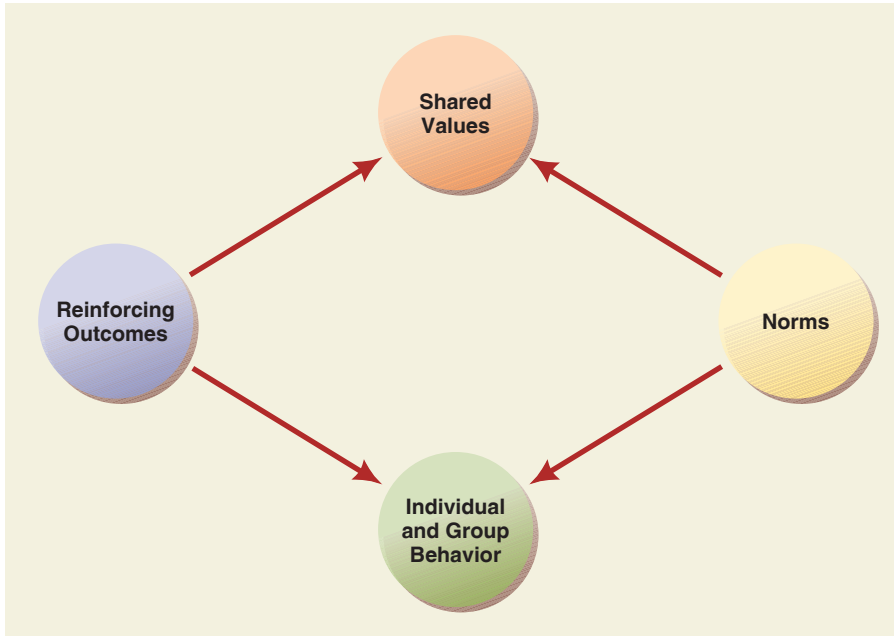 Shared
Values
Reinforcing
Outcomes
Norms
Individual
and Group
Behavior